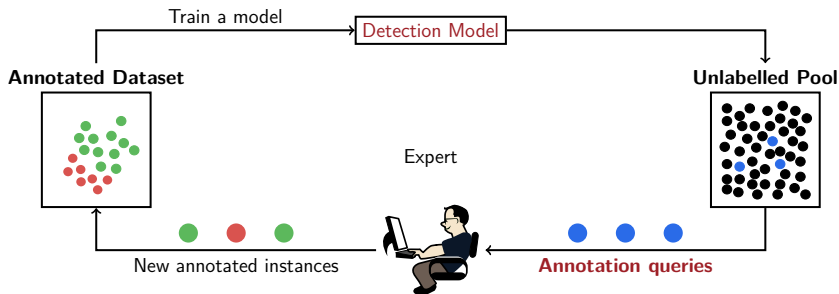 Train a model
Detection Model
Annotated Dataset
Unlabelled Pool
Expert
New annotated instances
Annotation queries